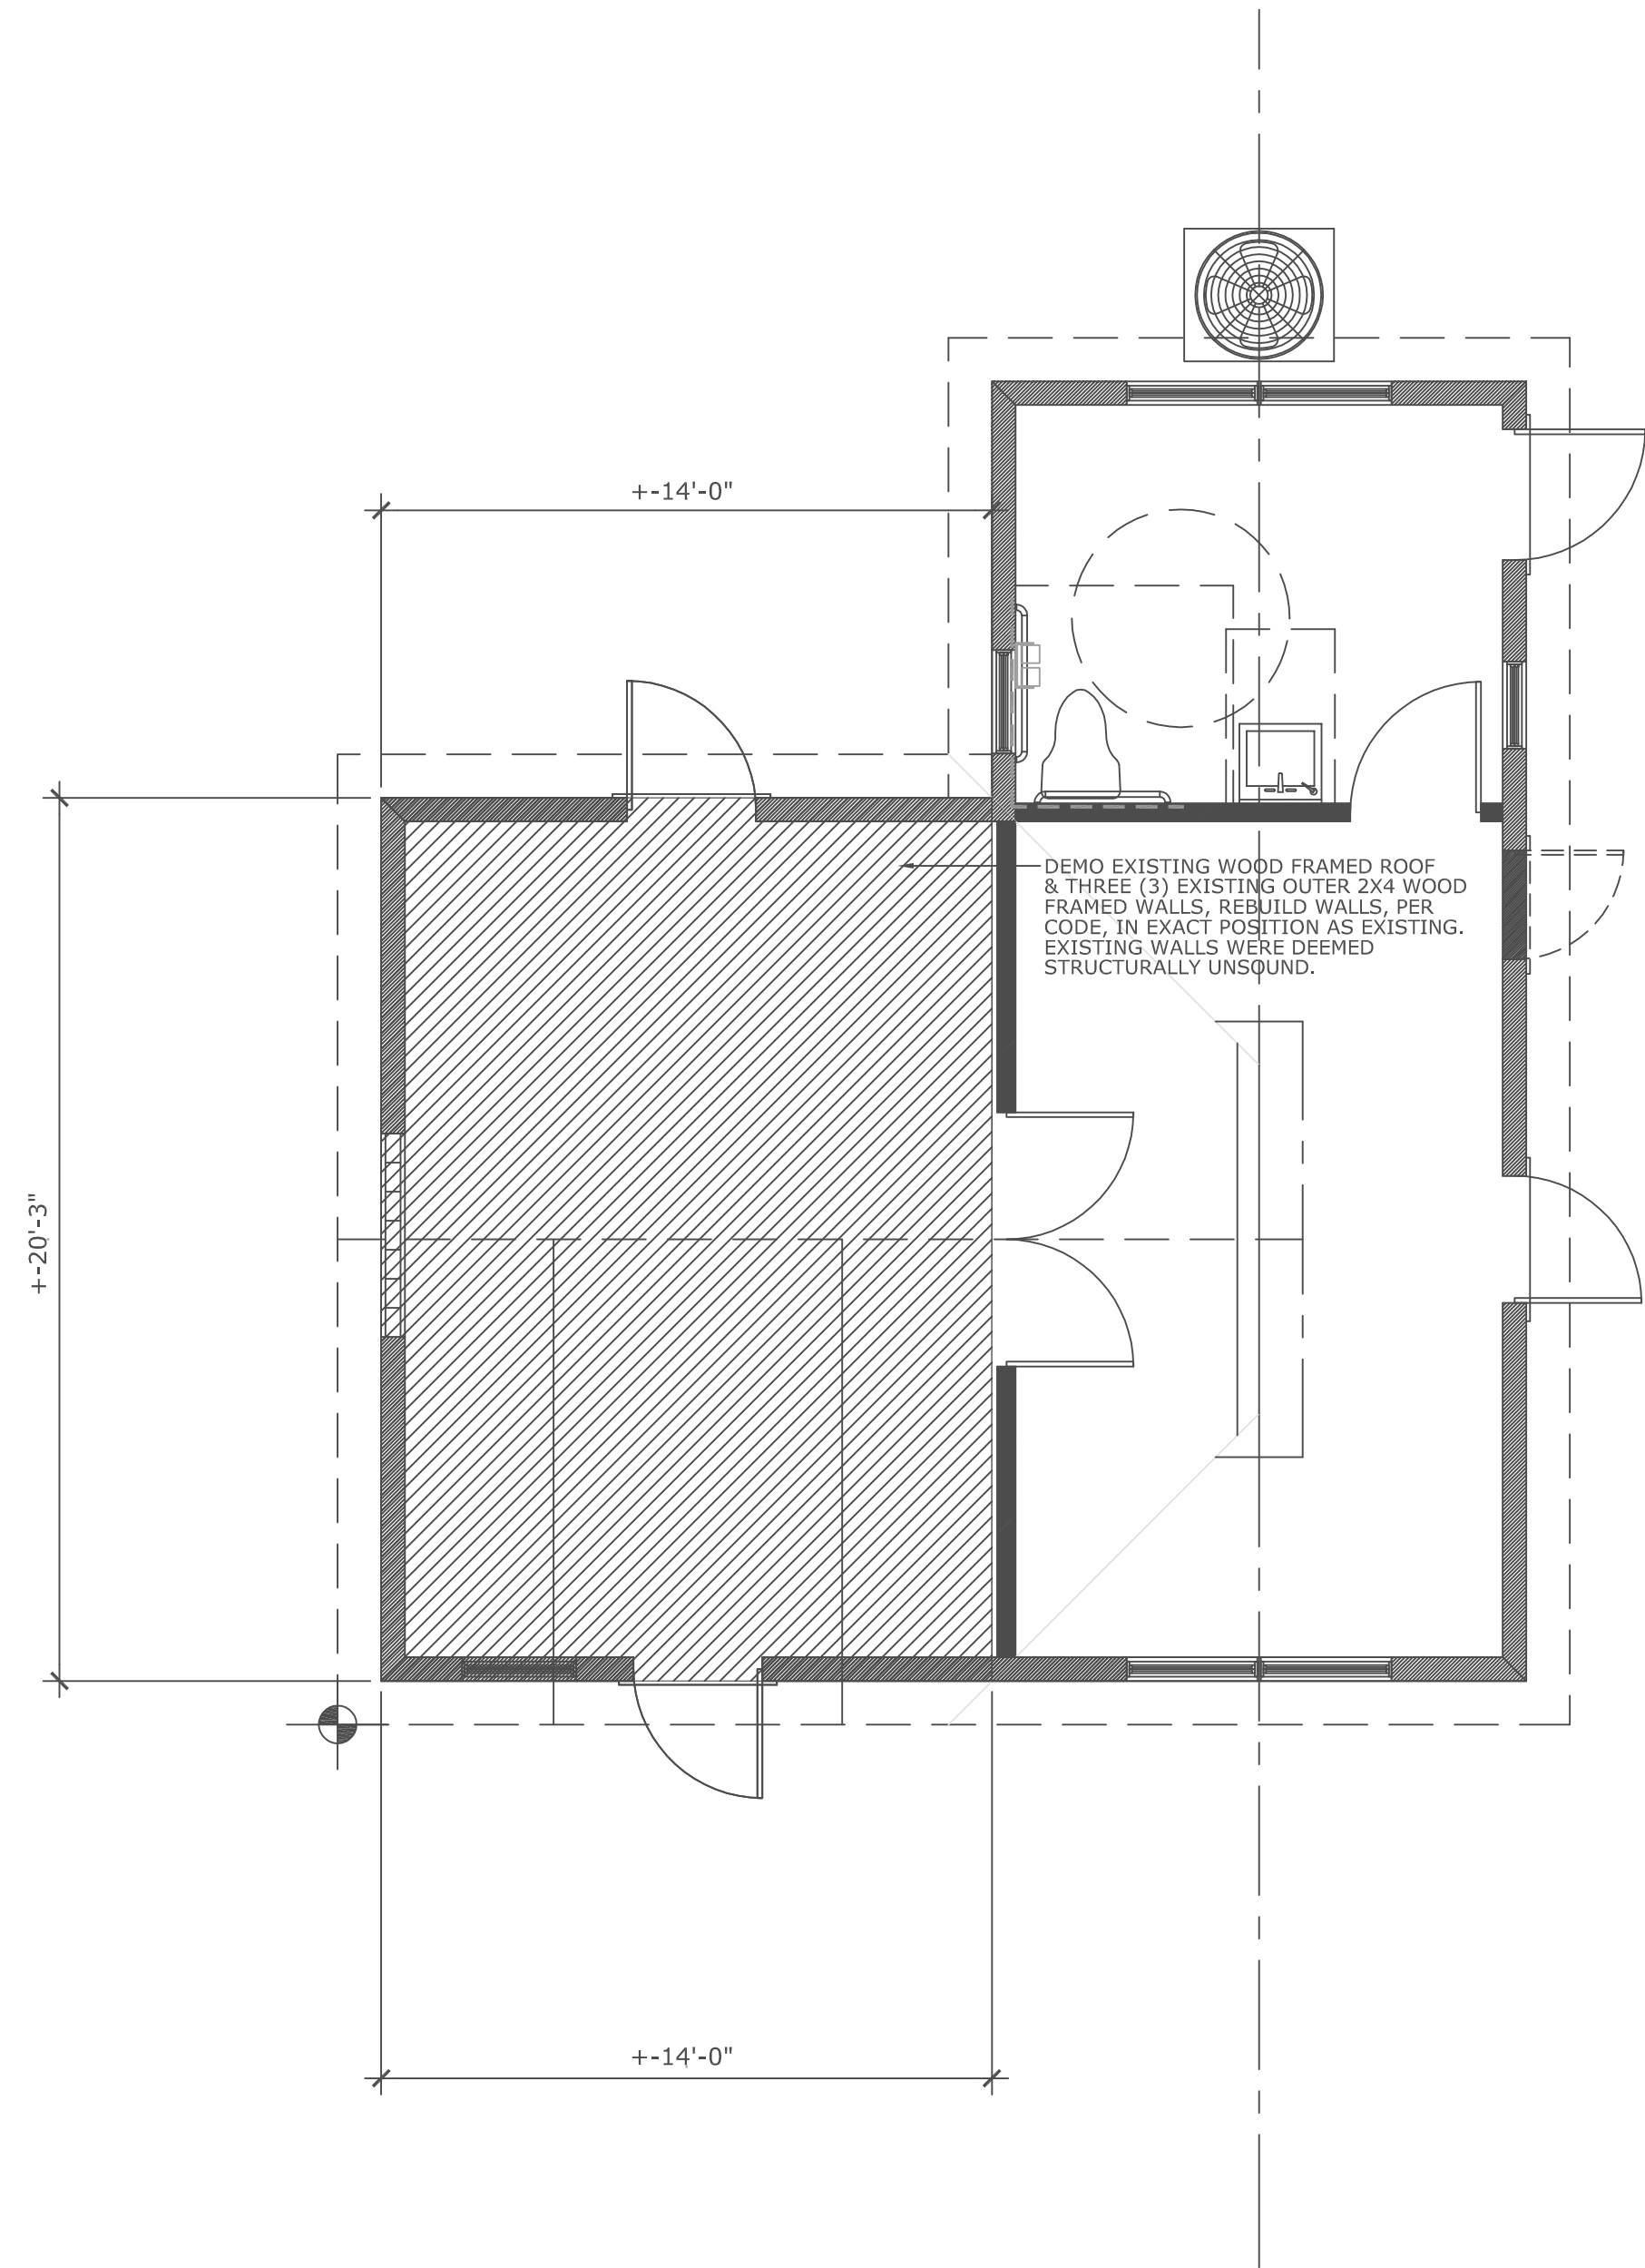 +-14'-0"
DEMO EXISTING WOOD FRAMED ROOF
& THREE (3) EXISTING OUTER 2X4 WOOD
FRAMED WALLS, REBUILD WALLS, PER
CODE, IN EXACT POSITION AS EXISTING.
EXISTING WALLS WERE DEEMED
STRUCTURALLY UNSOUND.
+-20'-3"
+-14'-0"